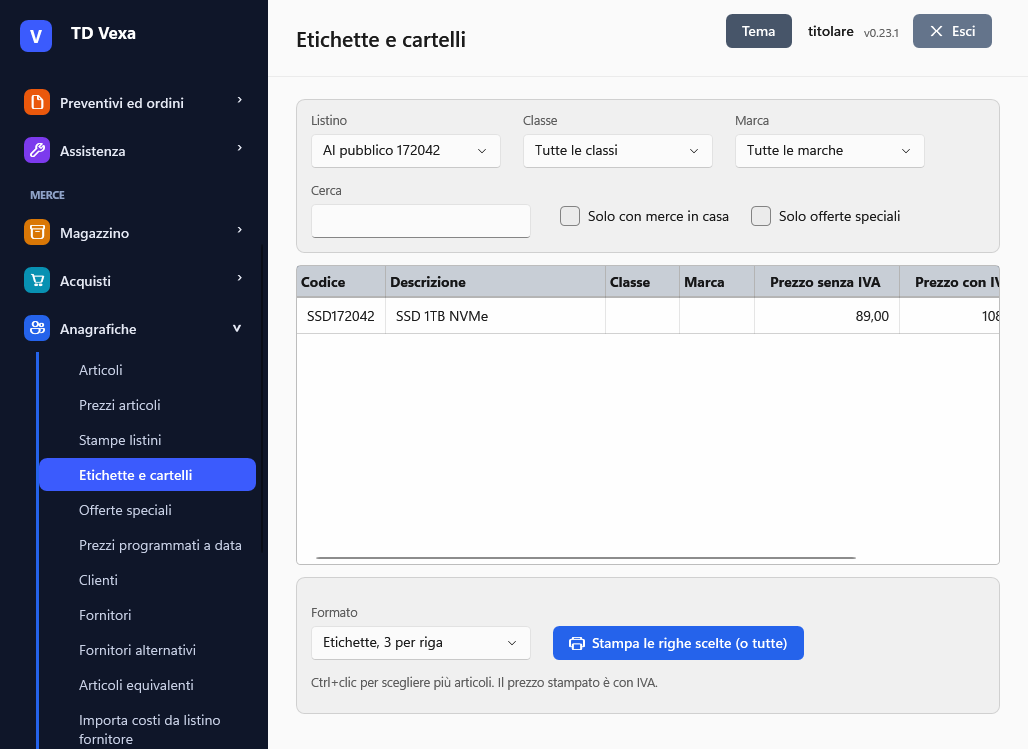 V TD Vexa
Preventivi ed ordini
Assistenza
MERCE
Magazzino
Acquisti
Anagrafiche
Articoli
Prezzi articoli
Stampe listini
Etichette e cartelli
Offerte speciali
Prezzi programmati a data
Clienti
Fornitori
Fornitori alternativi
Articoli equivalenti
Importa costi da listino
fornitore
Etichette e cartelli
Tema titolare v0.23.1 Esci
Listino Classe Marca
Al pubblico 172042 Tutte le classi Tutte le marche
Cerca
Solo con merce in casa Solo offerte speciali
Codice Descrizione Classe Marca Prezzo senza IVA Prezzo con IV
SSD172042 SSD 1TB NVMe 89,00 108
Formato
Etichette, 3 per riga Stampa le righe scelte (o tutte)
Ctrl+clic per scegliere più articoli. Il prezzo stampato è con IVA.